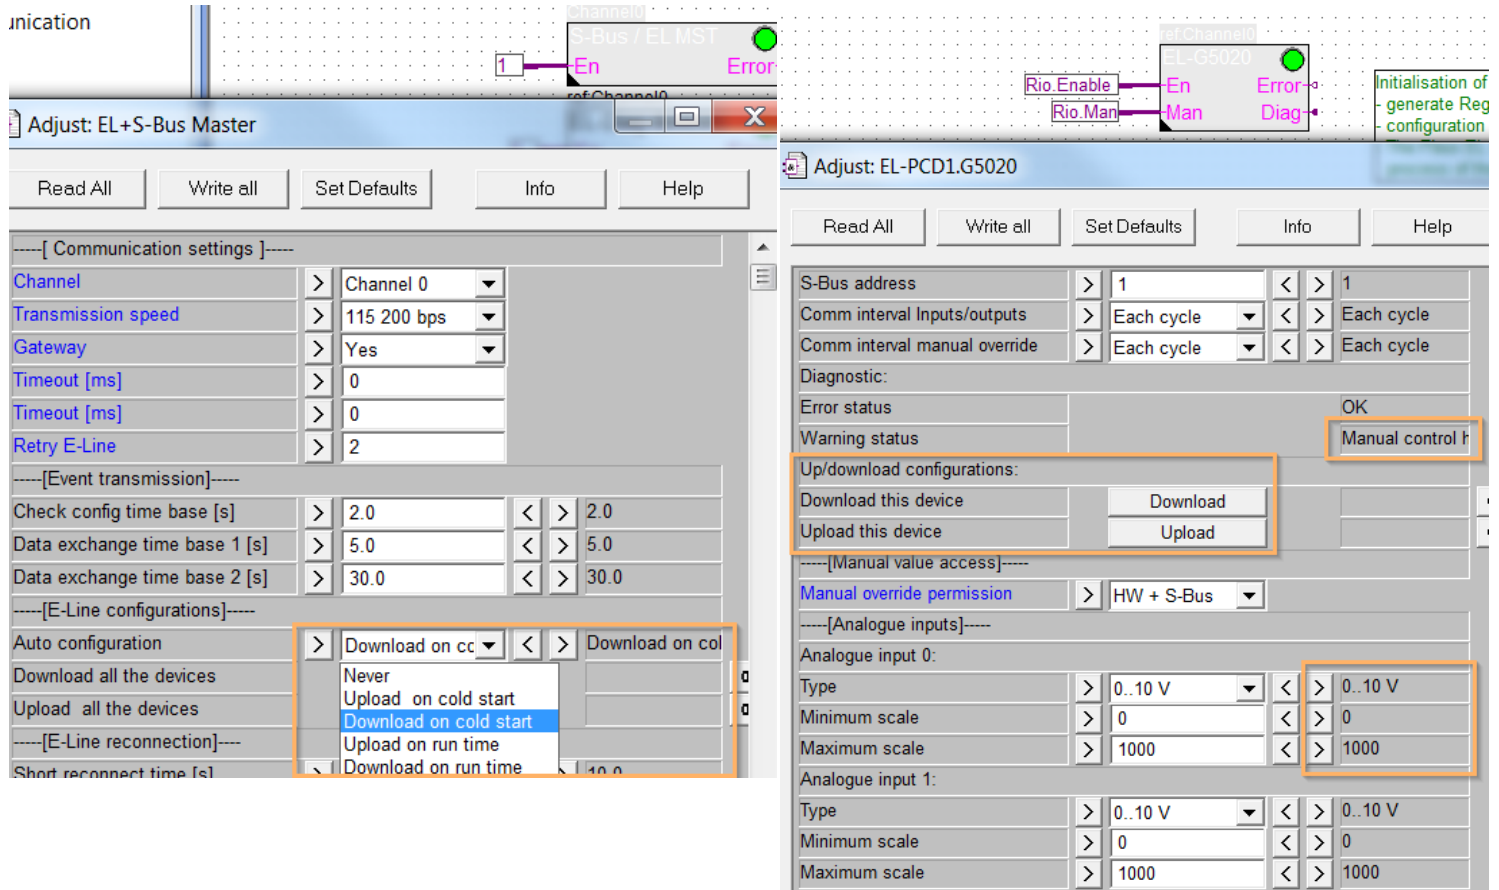 unication
Channel0
S-Bus / EL MST
1 En Error
ref:Channel0
Adjust: EL+S-Bus Master
Read All Write all Set Defaults Info Help
-----[ Communication settings ]-----
Channel > Channel 0
Transmission speed > 115 200 bps
Gateway > Yes
Timeout [ms] > 0
Timeout [ms] > 0
Retry E-Line > 2
-----[Event transmission]-----
Check config time base [s] > 2.0 < > 2.0
Data exchange time base 1 [s] > 5.0 < > 5.0
Data exchange time base 2 [s] > 30.0 < > 30.0
-----[E-Line configurations]-----
Auto configuration > Download on cc < > Download on col
Download all the devices
Upload all the devices
-----[E-Line reconnection]----
Short reconnect time [s] > > 10.0
Never
Upload on cold start
Download on cold start
Upload on run time
Download on run time
ref:Channel0
EL-G5020
Rio.Enable En Error
Rio.Man Man Diag
Initialisation of
- generate Reg
- configuration
Adjust: EL-PCD1.G5020
Read All Write all Set Defaults Info Help
S-Bus address > 1 < > 1
Comm interval Inputs/outputs > Each cycle < > Each cycle
Comm interval manual override > Each cycle < > Each cycle
Diagnostic:
Error status OK
Warning status Manual control h
Up/download configurations:
Download this device Download
Upload this device Upload
-----[Manual value access]-----
Manual override permission > HW + S-Bus
-----[Analogue inputs]-----
Analogue input 0:
Type > 0..10 V < > 0..10 V
Minimum scale > 0 < > 0
Maximum scale > 1000 < > 1000
Analogue input 1:
Type > 0..10 V < > 0..10 V
Minimum scale > 0 < > 0
Maximum scale > 1000 < > 1000